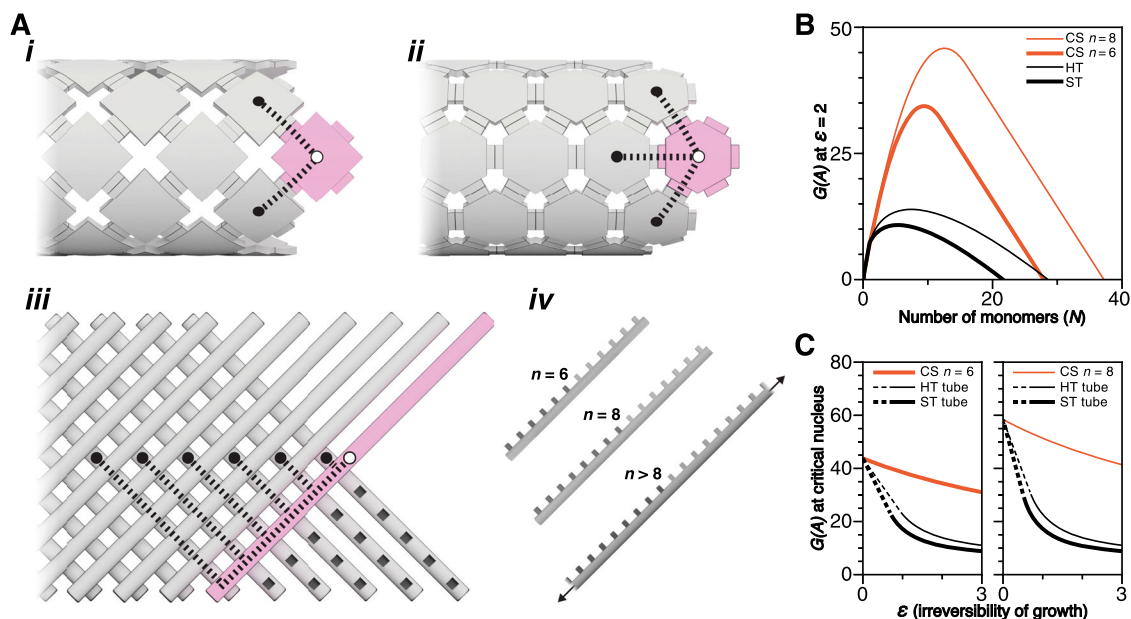 A
i
ii
iii
iv
n = 6
n = 8
n > 8
B
50
25
0
G(A) at ε = 2
CS n = 8
CS n = 6
HT
ST
0
20
40
Number of monomers (N)
C
80
60
40
20
0
G(A) at critical nucleus
CS n = 6
HT tube
ST tube
CS n = 8
HT tube
ST tube
0
3
0
3
ε (irreversibility of growth)